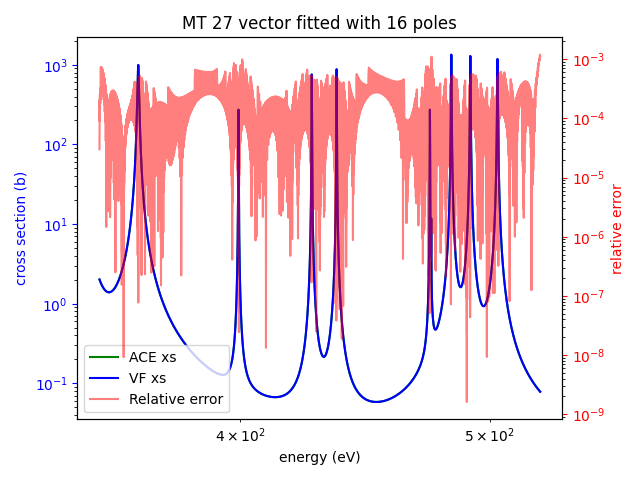 MT 27 vector fitted with 16 poles
cross section (b)
10³
10²
10¹
10⁰
10⁻¹
10⁻³
10⁻⁴
10⁻⁵
10⁻⁶
10⁻⁷
10⁻⁸
10⁻⁹
relative error
ACE xs
VF xs
Relative error
4 × 10²
5 × 10²
energy (eV)